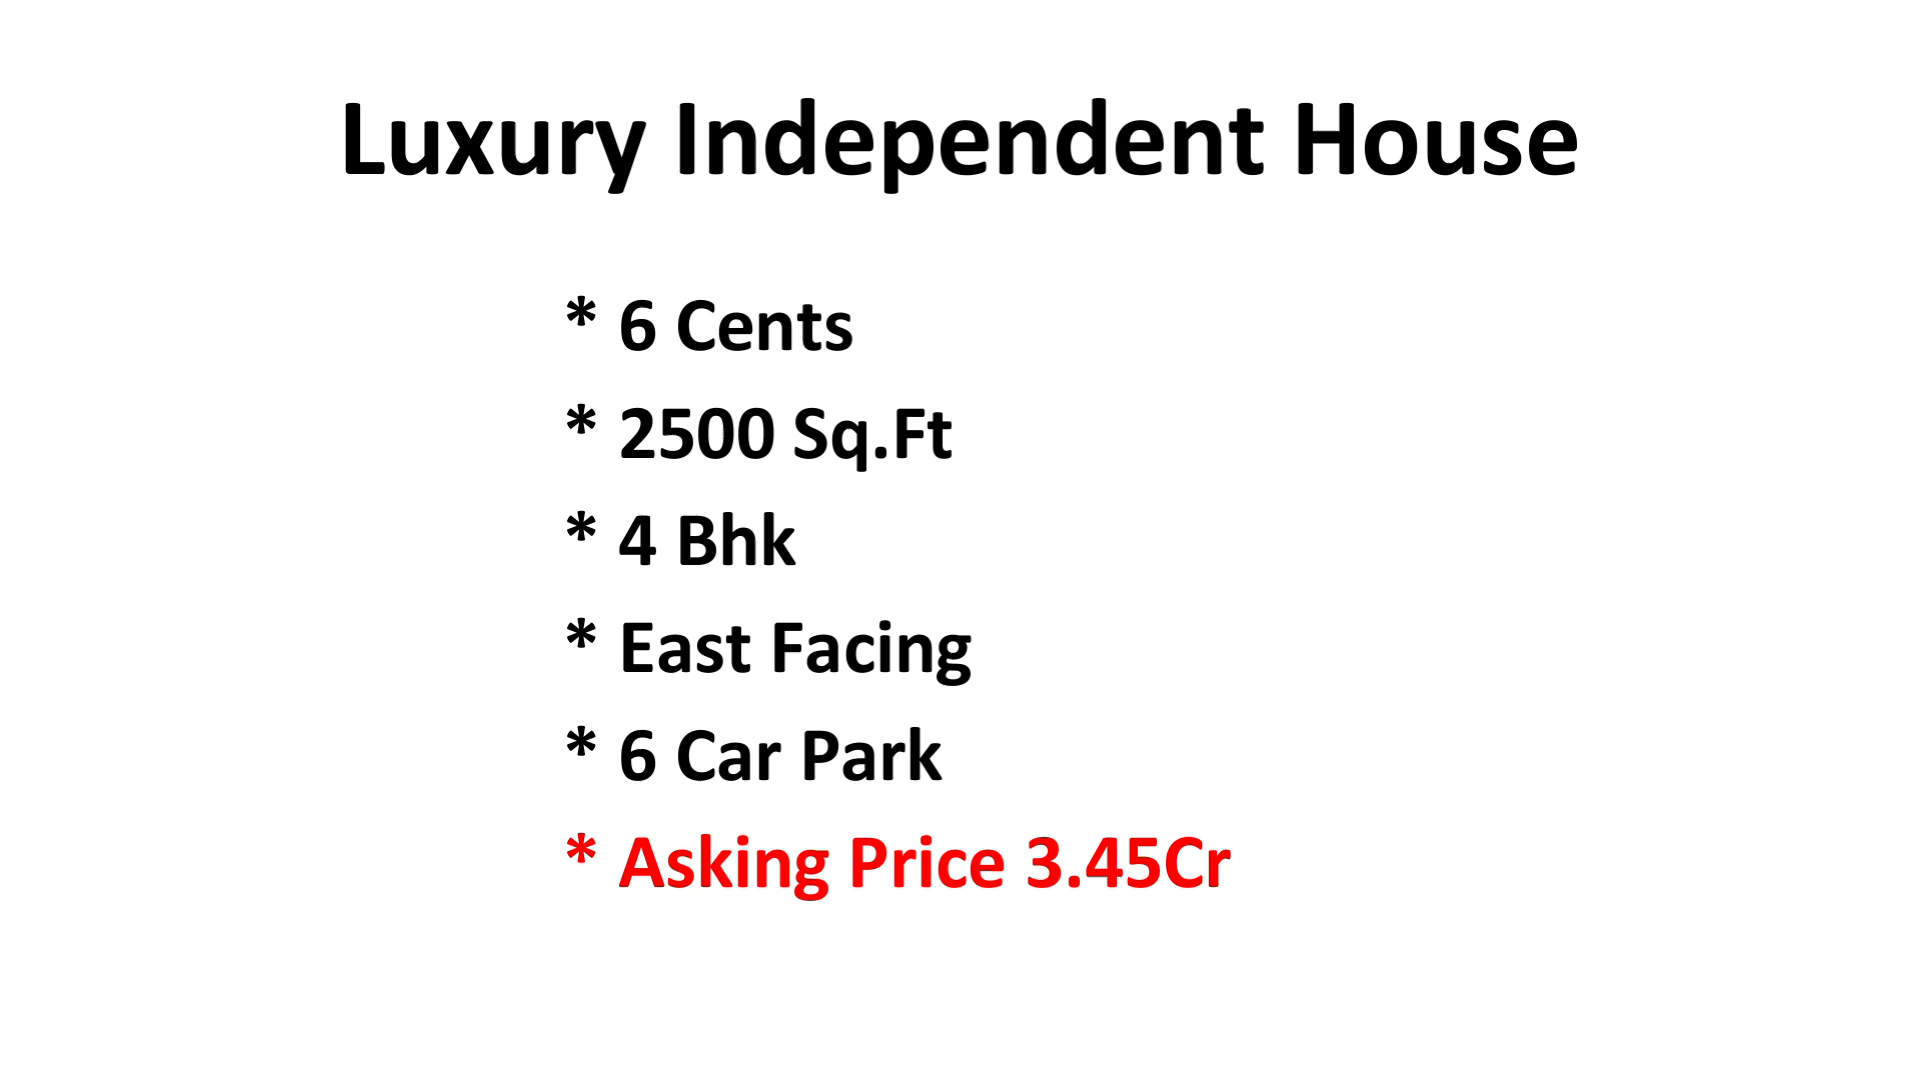 Luxury Independent House
* 6 Cents
* 2500 Sq.Ft
* 4 Bhk
* East Facing
* 6 Car Park
* Asking Price 3.45Cr